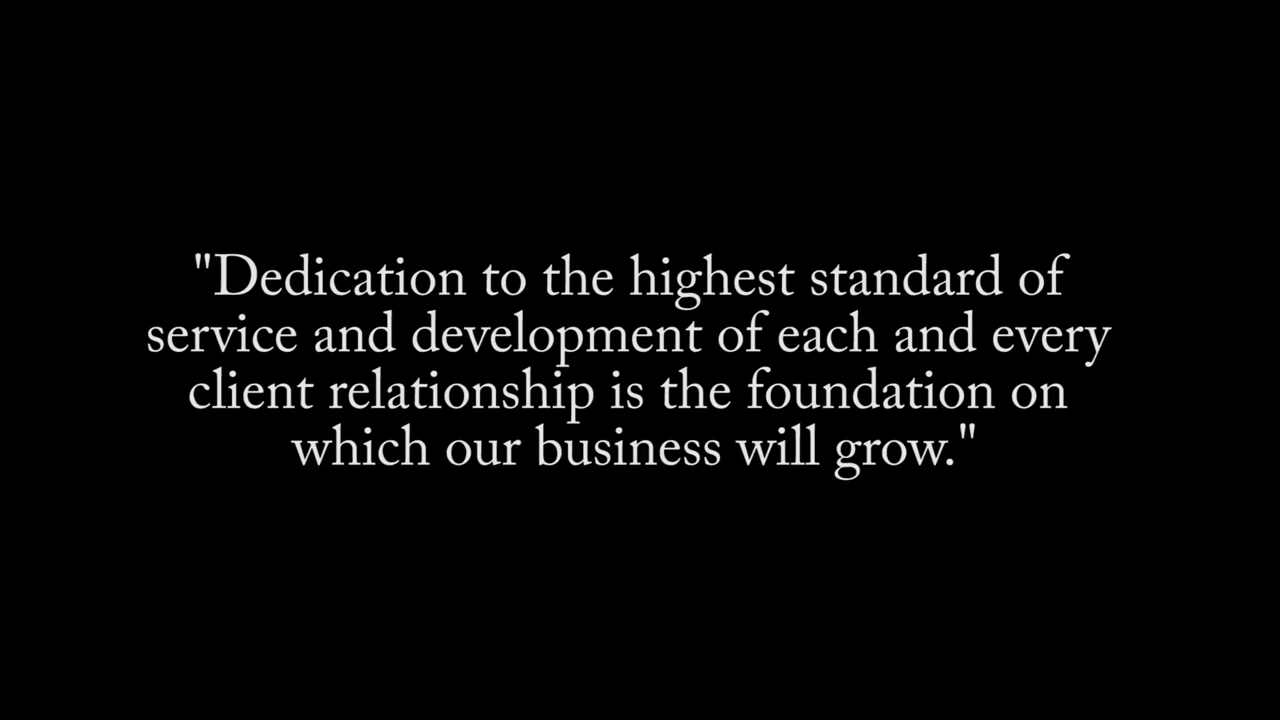 "Dedication to the highest standard of
service and development of each and every
client relationship is the foundation on
which our business will grow."